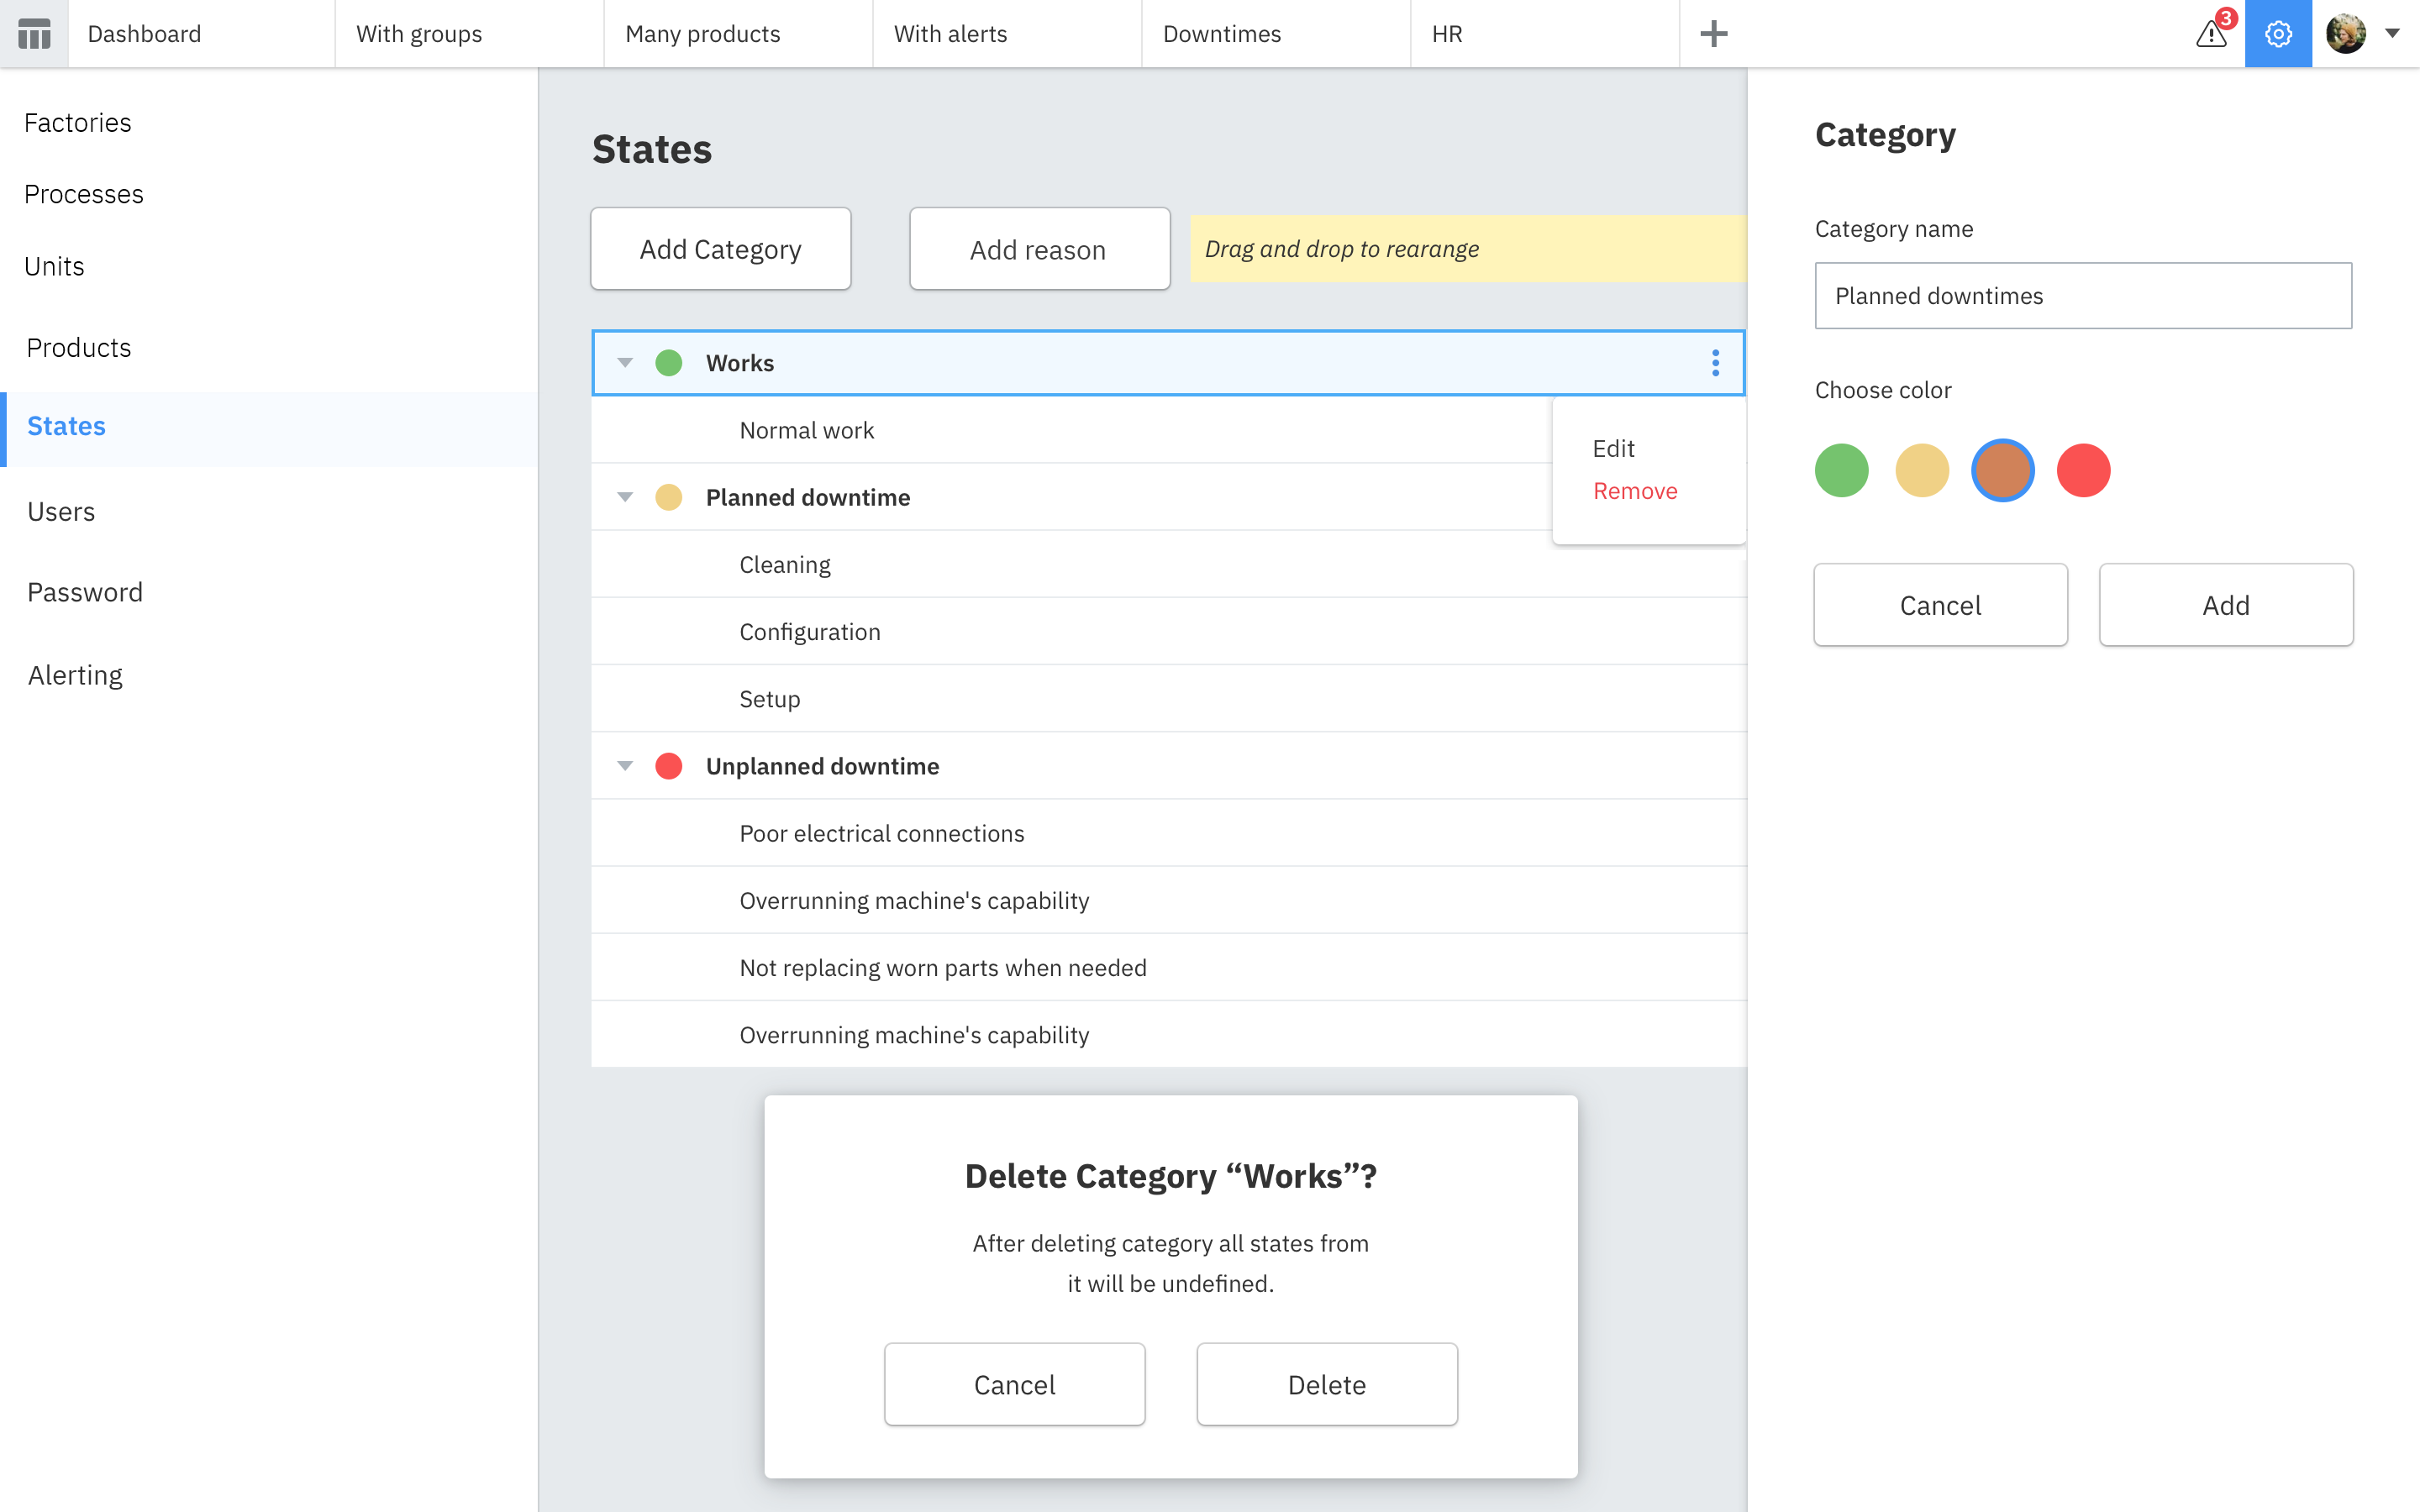 Dashboard
With groups
Many products
With alerts
Downtimes
HR
3
Factories
Processes
Units
Products
States
Users
Password
Alerting
States
Add Category
Add reason
Drag and drop to rearange
Works
Normal work
Edit
Remove
Planned downtime
Cleaning
Configuration
Setup
Unplanned downtime
Poor electrical connections
Overrunning machine's capability
Not replacing worn parts when needed
Overrunning machine's capability
Delete Category “Works”?
After deleting category all states from
it will be undefined.
Cancel
Delete
Category
Category name
Planned downtimes
Choose color
Cancel
Add